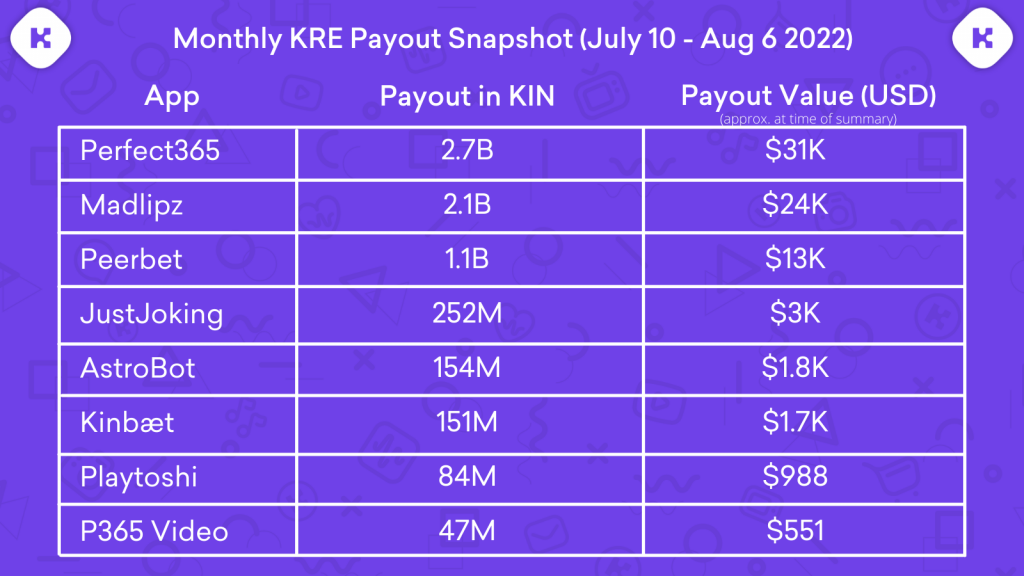 Monthly KRE Payout Snapshot (July 10 - Aug 6 2022)
App Payout in KIN Payout Value (USD)
(approx. at time of summary)
Perfect365 2.7B $31K
Madlipz 2.1B $24K
Peerbet 1.1B $13K
JustJoking 252M $3K
AstroBot 154M $1.8K
Kinbæt 151M $1.7K
Playtoshi 84M $988
P365 Video 47M $551